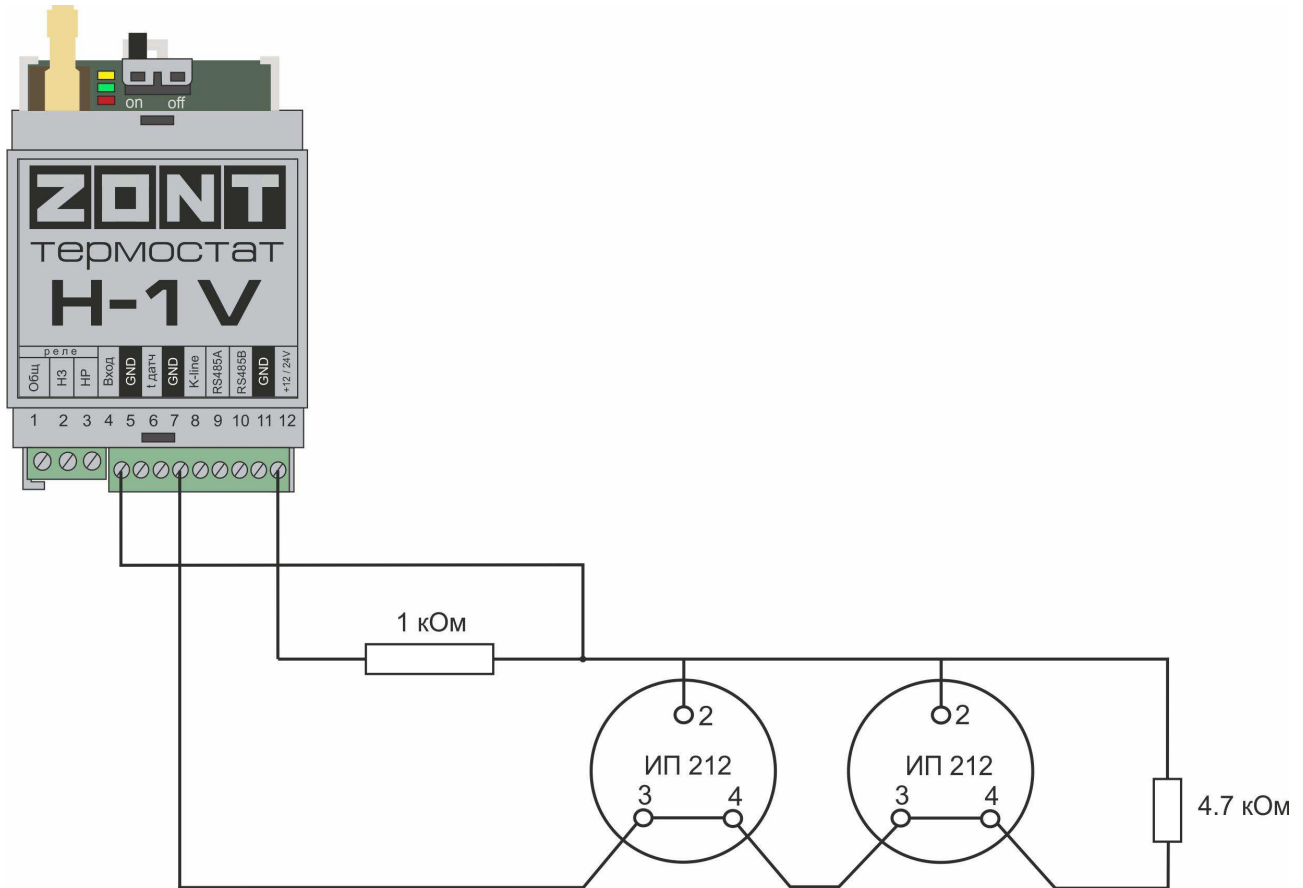 on off
ZONT
термостат
H-1V
реле
Общ НЗ НР Вход GND t датч GND K-line RS485A RS485B GND +12 / 24V
1 2 3 4 5 6 7 8 9 10 11 12
1 кОм
2 2
ИП 212 ИП 212
3 4 3 4
4.7 кОм